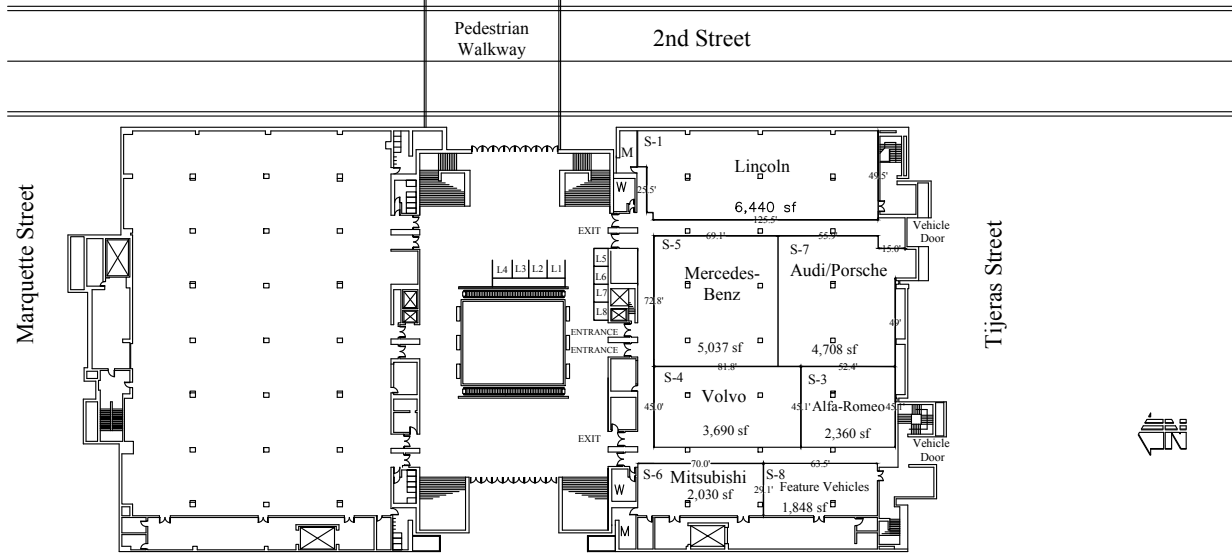 Pedestrian
Walkway
2nd Street
Marquette Street
Tijeras Street
M
S-1
Lincoln
W
25.5'
49.5'
6,440 sf
125.5'
EXIT
69.1'
55.9'
Vehicle
Door
15.0'
S-5
S-7
Mercedes-
Benz
Audi/Porsche
L4
L3
L2
L1
L5
L6
L7
L8
72.8'
49'
ENTRANCE
ENTRANCE
5,037 sf
4,708 sf
81.8'
52.4'
S-4
S-3
Volvo
45.0'
45.1'
Alfa-Romeo
45.1'
3,690 sf
2,360 sf
EXIT
Vehicle
Door
70.0'
63.5'
S-6
Mitsubishi
S-8
2,030 sf
29.1'
Feature Vehicles
1,848 sf
W
M
N